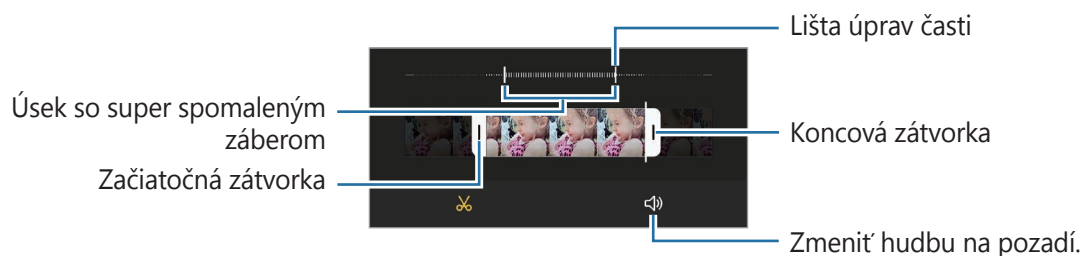 Lišta úprav časti
Úsek so super spomaleným
záberom
Koncová zátvorka
Začiatočná zátvorka
Zmeniť hudbu na pozadí.